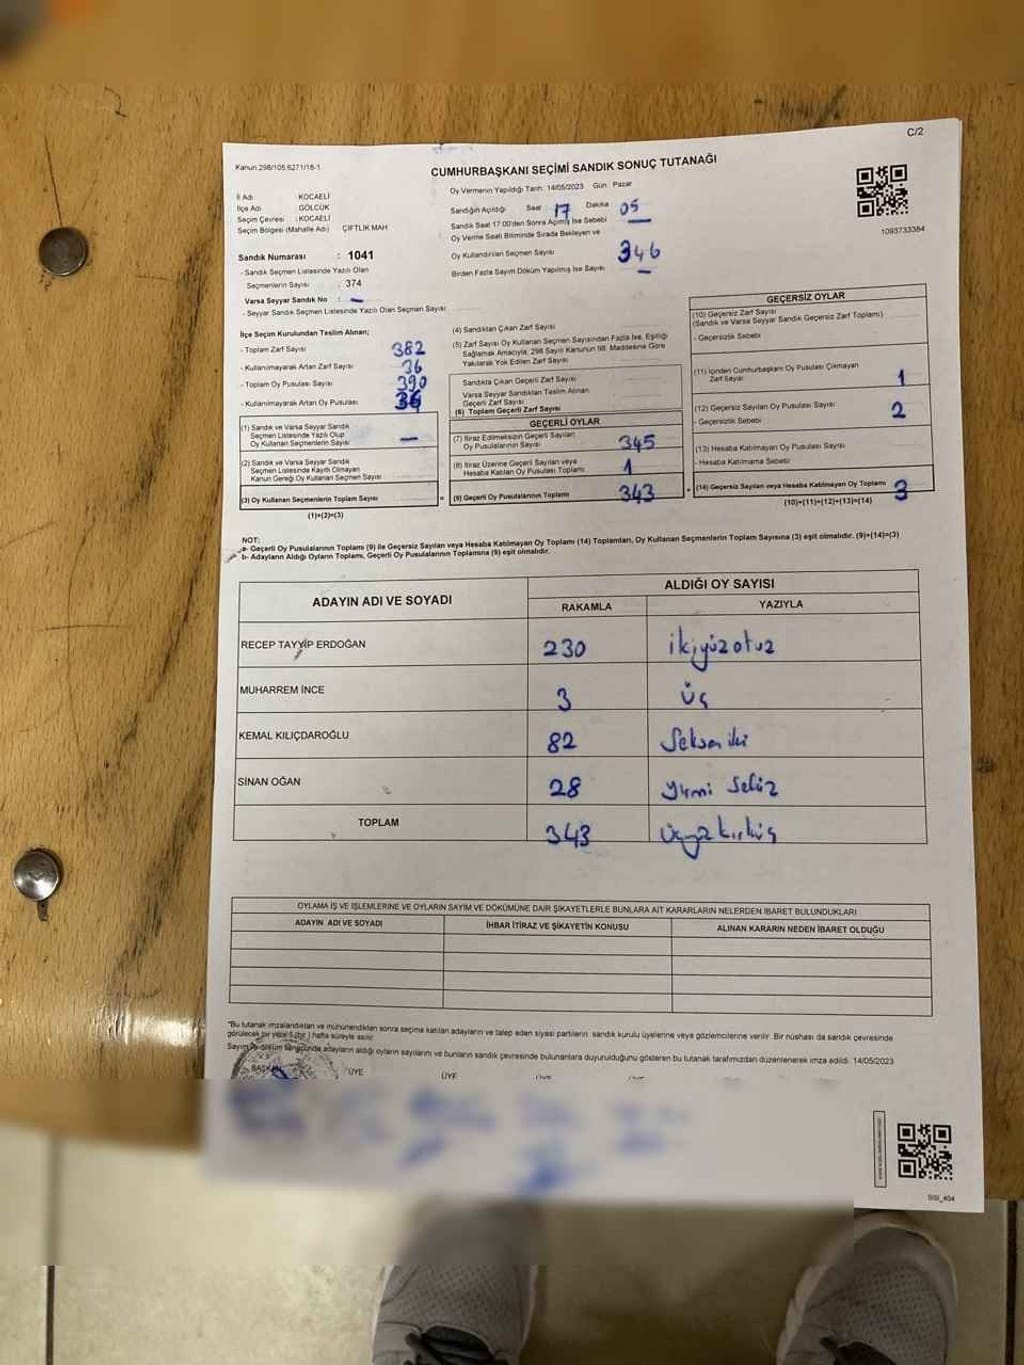 C/2
Kanun 298/105.6271/18-1.
CUMHURBAŞKANI SEÇİMİ SANDIK SONUÇ TUTANAĞI
Oy Vermenin Yapıldığı Tarih 14/05/2023 Gün Pazar
İl Adı : KOCAELİ
İlçe Adı : GÖLCÜK
Seçim Çevresi : KOCAELİ
Seçim Bölgesi (Mahalle Adı) ÇİFTLİK MAH
Sandığın Açıldığı Saat 17 Dakika 05
Sandık Saat 17:00'den Sonra Açılmış İse Sebebi —
Oy Verme Saati Bitiminde Sırada Bekleyen ve
Oy Kullandırılan Seçmen Sayısı 346
Birden Fazla Sayım Döküm Yapılmış İse Sayısı —
1093733384
Sandık Numarası : 1041
- Sandık Seçmen Listesinde Yazılı Olan
Seçmenlerin Sayısı : 374
Varsa Seyyar Sandık No : —
- Seyyar Sandık Seçmen Listesinde Yazılı Olan Seçmen Sayısı
İlçe Seçim Kurulundan Teslim Alınan;
- Toplam Zarf Sayısı 382
- Kullanılmayarak Artan Zarf Sayısı 36
- Toplam Oy Pusulası Sayısı 390
- Kullanılmayarak Artan Oy Pusulası
(1) Sandık ve Varsa Seyyar Sandık
Seçmen Listesinde Yazılı Olup
Oy Kullanan Seçmenlerin Sayısı —
(2) Sandık ve Varsa Seyyar Sandık
Seçmen Listesinde Kayıtlı Olmayan
Kanun Gereği Oy Kullanan Seçmen Sayısı
(3) Oy Kullanan Seçmenlerin Toplam Sayısı
(1)+(2)=(3)
(4) Sandıktan Çıkan Zarf Sayısı
(5) Zarf Sayısı Oy Kullanan Seçmen Sayısından Fazla İse, Eşitliği
Sağlamak Amacıyla, 298 Sayılı Kanunun 98. Maddesine Göre
Yakılarak Yok Edilen Zarf Sayısı
Sandıkta Çıkan Geçerli Zarf Sayısı
Varsa Seyyar Sandıktan Teslim Alınan
Geçerli Zarf Sayısı
(6) Toplam Geçerli Zarf Sayısı
GEÇERLİ OYLAR
(7) İtiraz Edilmeksizin Geçerli Sayılan
Oy Pusulalarının Sayısı 345
(8) İtiraz Üzerine Geçerli Sayılan veya
Hesaba Katılan Oy Pusulası Toplamı 1
= (9) Geçerli Oy Pusulalarının Toplamı 343
GEÇERSİZ OYLAR
(10) Geçersiz Zarf Sayısı
(Sandık ve Varsa Seyyar Sandık Geçersiz Zarf Toplamı)
- Geçersizlik Sebebi
(11) İçinden Cumhurbaşkanı Oy Pusulası Çıkmayan
Zarf Sayısı 1
(12) Geçersiz Sayılan Oy Pusulası Sayısı 2
- Geçersizlik Sebebi
(13) Hesaba Katılmayan Oy Pusulası Sayısı
- Hesaba Katılmama Sebebi
+ (14) Geçersiz Sayılan veya Hesaba Katılmayan Oy Toplamı 3
(10)+(11)+(12)+(13)=(14)
NOT:
a- Geçerli Oy Pusulalarının Toplamı (9) ile Geçersiz Sayılan veya Hesaba Katılmayan Oy Toplamı (14) Toplamları, Oy Kullanan Seçmenlerin Toplam Sayısına (3) eşit olmalıdır. (9)+(14)=(3)
b- Adayların Aldığı Oyların Toplamı, Geçerli Oy Pusulalarının Toplamına (9) eşit olmalıdır.
ADAYIN ADI VE SOYADI
ALDIĞI OY SAYISI
RAKAMLA YAZIYLA
RECEP TAYYİP ERDOĞAN 230 ikiyüzotuz
MUHARREM İNCE 3 Üç
KEMAL KILIÇDAROĞLU 82 Seksen iki
SİNAN OĞAN 28 yirmi Sekiz
TOPLAM 343 üçyüzkırküç
OYLAMA İŞ VE İŞLEMLERİNE VE OYLARIN SAYIM VE DÖKÜMÜNE DAİR ŞİKAYETLERLE BUNLARA AİT KARARLARIN NELERDEN İBARET BULUNDUKLARI
ADAYIN ADI VE SOYADI İHBAR İTİRAZ VE ŞİKAYETİN KONUSU ALINAN KARARIN NEDEN İBARET OLDUĞU
*Bu tutanak imzalandıktan ve mühürlendikten sonra seçime katılan adayların ve talep eden siyasi partilerin sandık kurulu üyelerine veya gözlemcilerine verilir. Bir nüshası da sandık çevresinde
görülecek bir yere 1 (bir ) hafta süreyle asılır.
Sayım ve döküm sonucunda adayların aldığı oyların sayılarını ve bunların sandık çevresinde bulunanlara duyurulduğunu gösteren bu tutanak tarafımızdan düzenlenerek imza edildi. 14/05/2023
BAŞKAN ÜYE ÜYE ÜYE
SSI_404